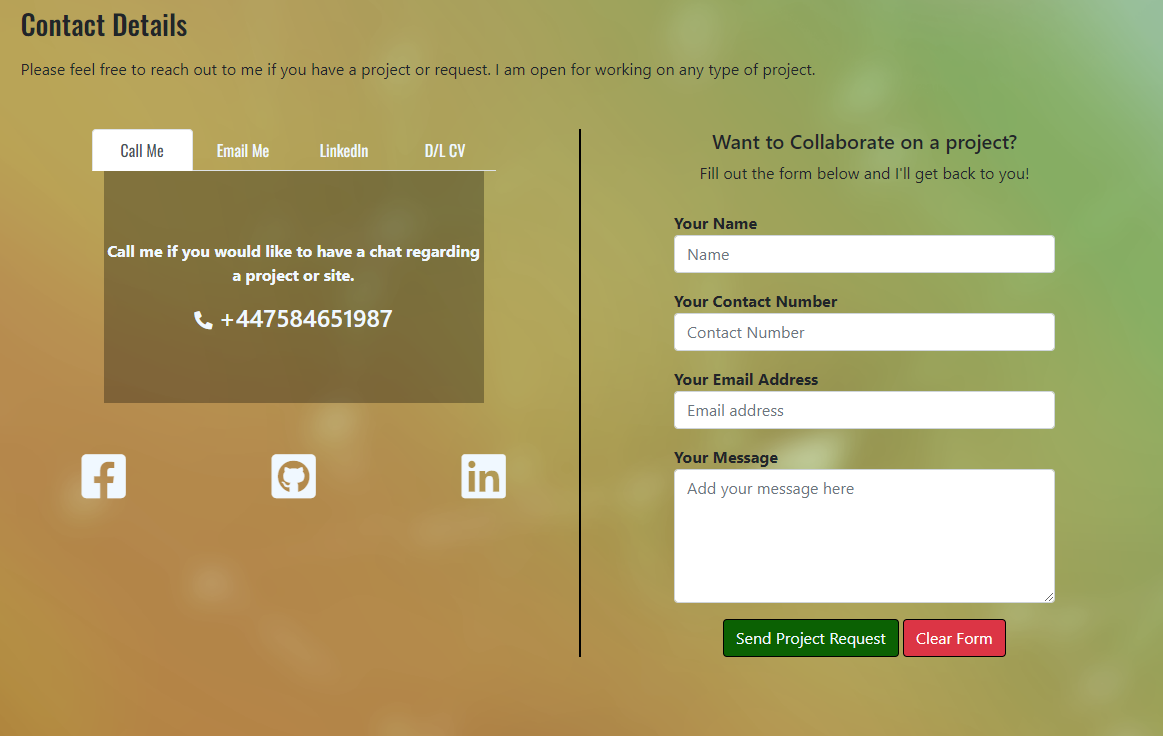 Contact Details
Please feel free to reach out to me if you have a project or request. I am open for working on any type of project.
Call Me Email Me LinkedIn D/L CV
Call me if you would like to have a chat regarding
a project or site.
+447584651987
Want to Collaborate on a project?
Fill out the form below and I'll get back to you!
Your Name
Name
Your Contact Number
Contact Number
Your Email Address
Email address
Your Message
Add your message here
Send Project Request Clear Form